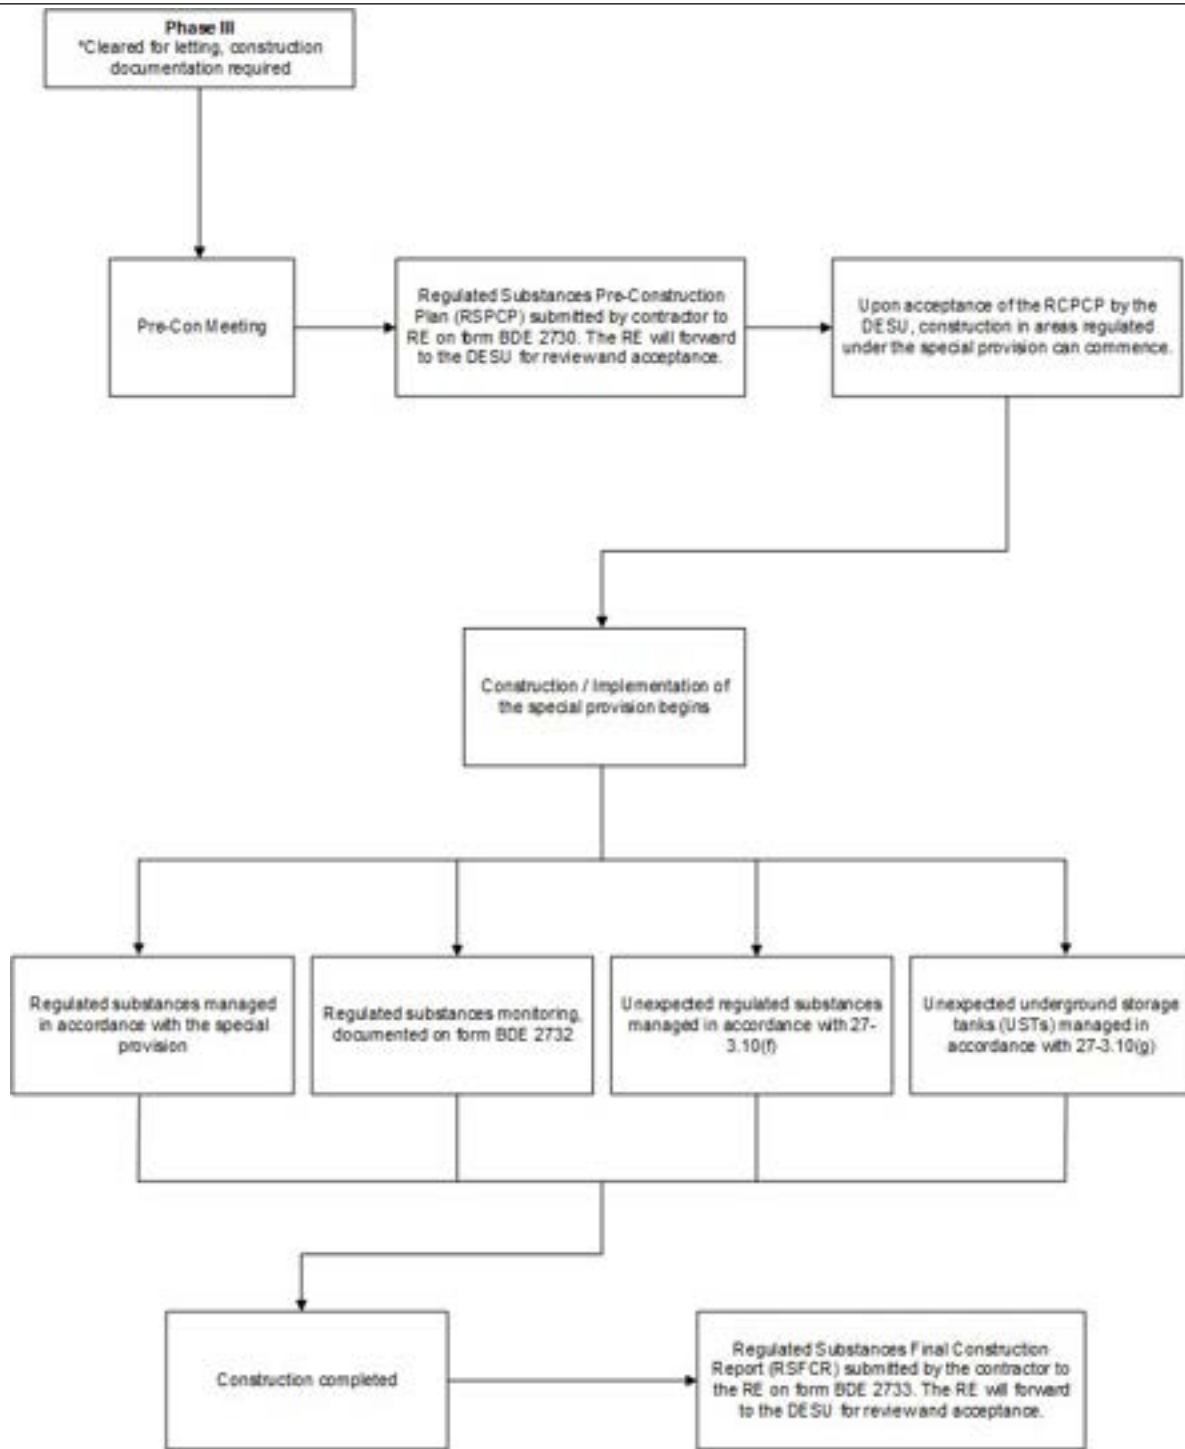 Phase III
*Cleared for letting, construction
documentation required
Pre-Con Meeting
Regulated Substances Pre-Construction
Plan (RSPCP) submitted by contractor to
RE on form BDE 2730. The RE will forward
to the DESU for review and acceptance.
Upon acceptance of the RCPCP by the
DESU, construction in areas regulated
under the special provision can commence.
Construction / Implementation of
the special provision begins
Regulated substances managed
in accordance with the special
provision
Regulated substances monitoring,
documented on form BDE 2732
Unexpected regulated substances
managed in accordance with 27-
3.10(f)
Unexpected underground storage
tanks (USTs) managed in
accordance with 27-3.10(g)
Construction completed
Regulated Substances Final Construction
Report (RSFCR) submitted by the contractor to
the RE on form BDE 2733. The RE will forward
to the DESU for review and acceptance.